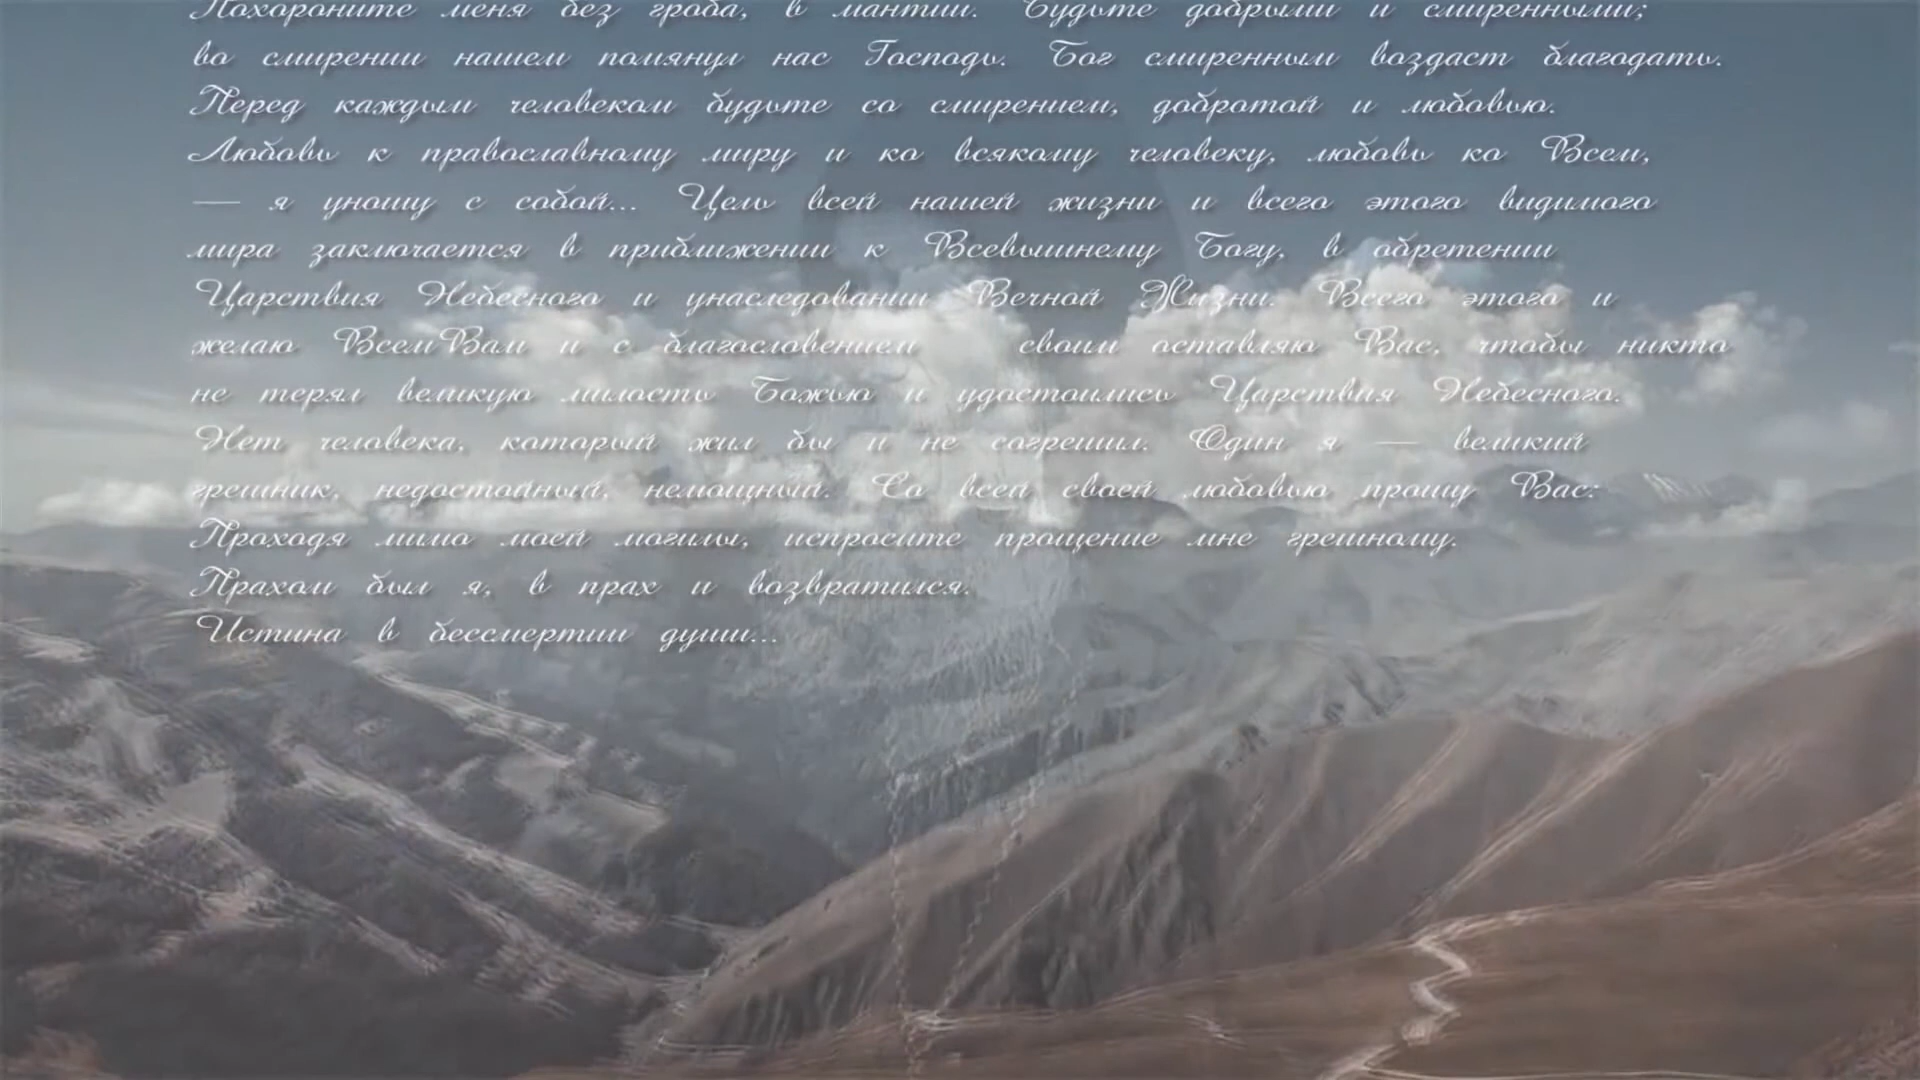 Похороните меня без гроба, в мантии. Будьте добрыми и смиренными;
во смирении нашем помянул нас Господь. Бог смиренным воздаст благодать.
Перед каждым человеком будьте со смирением, добротой и любовью.
Любовь к православному миру и ко всякому человеку, любовь ко Всем,
— я уношу с собой... Цель всей нашей жизни и всего этого видимого
мира заключается в приближении к Всевышнему Богу, в обретении
Царствия Небесного и унаследовании Вечной Жизни. Всего этого и
желаю ВсемВам и с благословением своим оставляю Вас, чтобы никто
не терял великую милость Божью и удостоились Царствия Небесного.
Нет человека, который жил бы и не согрешил. Один я — великий
грешник, недостойный, немощный. Со всей своей любовью прошу Вас:
Проходя мимо моей могилы, испросите прощение мне грешному.
Прахом был я, в прах и возвратился.
Истина в бессмертии души...